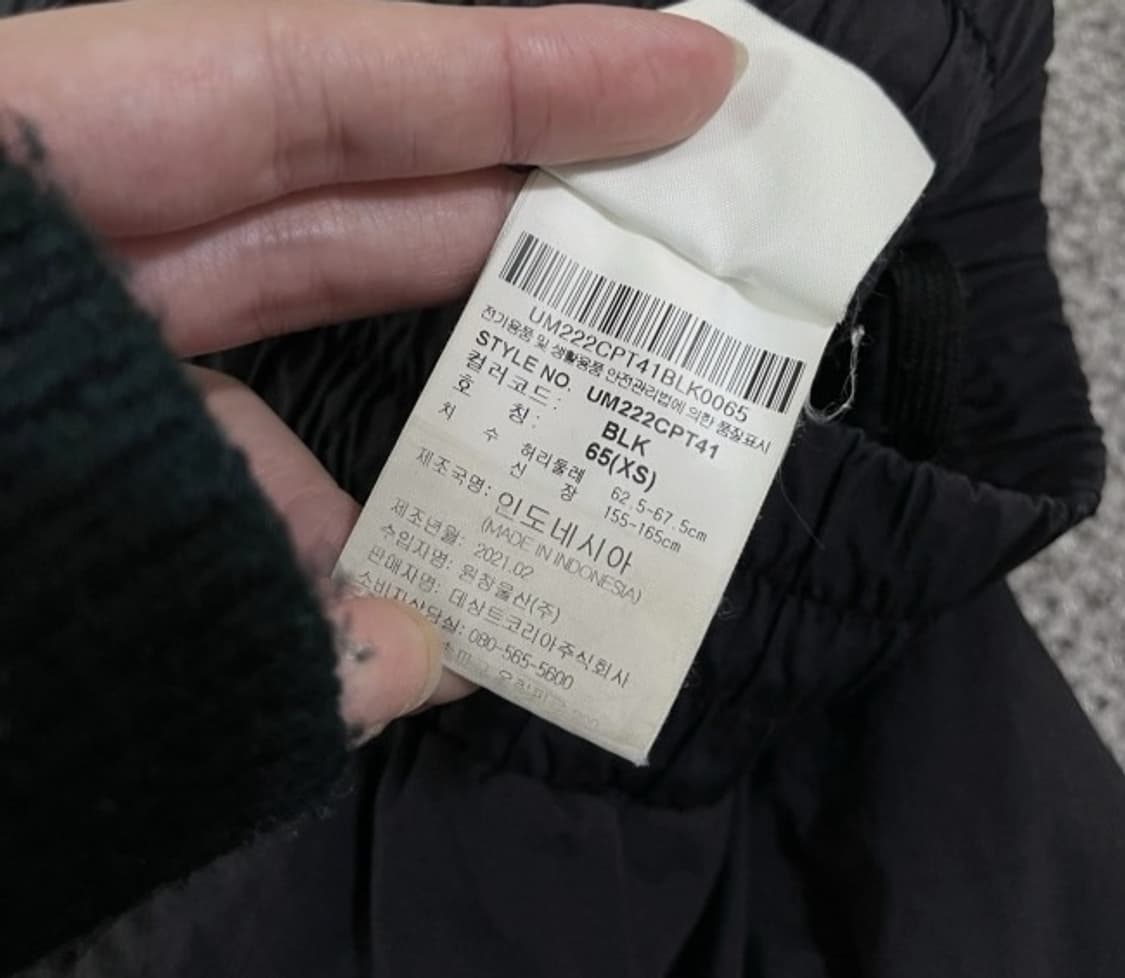 UM222CPT41BLK0065
전기용품 및 생활용품 안전관리법에 의한 품질표시
STYLE NO. UM222CPT41
컬러코드: BLK
호 칭: 65(XS)
치 수 허리둘레 62.5-67.5cm
신 장 155-165cm
제조국명: 인도네시아
(MADE IN INDONESIA)
제조년월: 2021.02
수입자명: 원창물산(주)
판매자명: 데상트코리아주식회사
소비자상담실: 080-565-5600